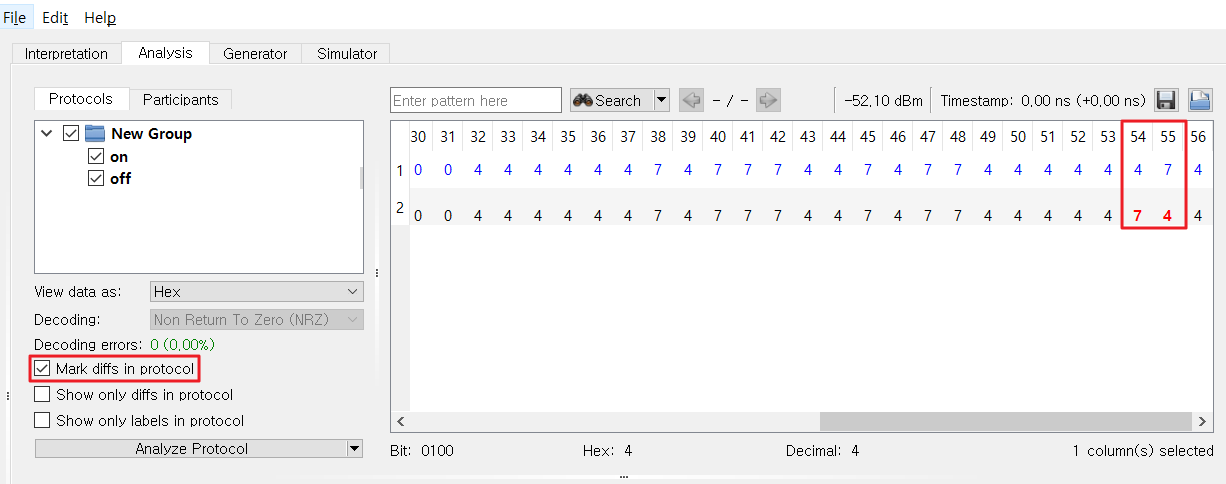 File Edit Help
Interpretation Analysis Generator Simulator
Protocols Participants
New Group
on
off
View data as: Hex
Decoding: Non Return To Zero (NRZ)
Decoding errors: 0 (0.00%)
Mark diffs in protocol
Show only diffs in protocol
Show only labels in protocol
Analyze Protocol
Enter pattern here Search - / - -52.10 dBm Timestamp: 0.00 ns (+0.00 ns)
30 31 32 33 34 35 36 37 38 39 40 41 42 43 44 45 46 47 48 49 50 51 52 53 54 55 56
1 0 0 4 4 4 4 4 4 7 4 7 7 7 4 4 7 4 7 7 4 4 4 4 4 4 7 4
2 0 0 4 4 4 4 4 4 7 4 7 7 7 4 4 7 4 7 7 4 4 4 4 4 7 4 4
Bit: 0100 Hex: 4 Decimal: 4 1 column(s) selected